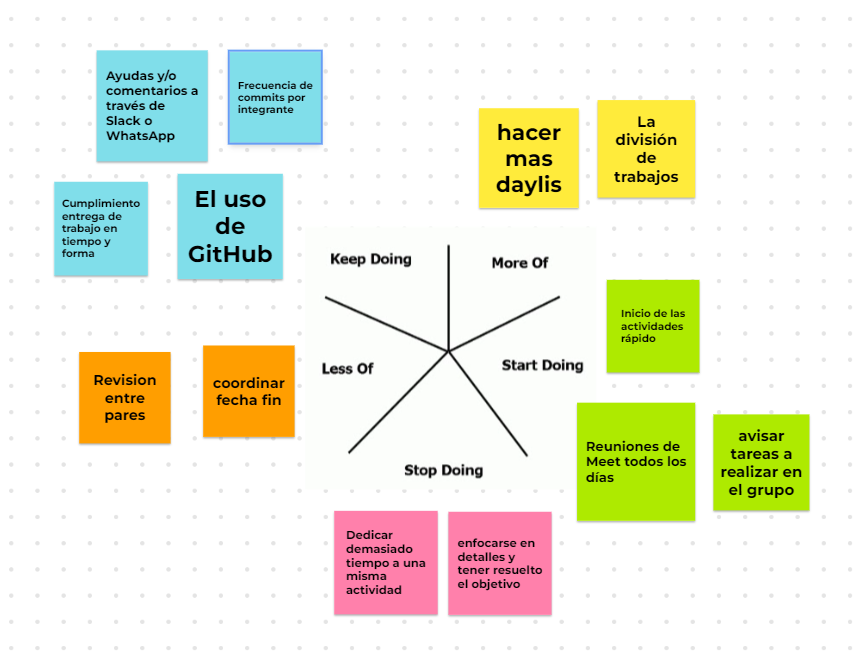 Ayudas y/o
comentarios a
través de
Slack o
WhatsApp
Frecuencia de
commits por
integrante
Cumplimiento
entrega de
trabajo en
tiempo y
forma
El uso
de
GitHub
hacer
mas
daylis
La
división
de
trabajos
Keep Doing
More Of
Less Of
Start Doing
Stop Doing
Inicio de las
actividades
rápido
Revision
entre
pares
coordinar
fecha fin
Reuniones de
Meet todos los
días
avisar
tareas a
realizar en
el grupo
Dedicar
demasiado
tiempo a una
misma
actividad
enfocarse en
detalles y
tener resuelto
el objetivo